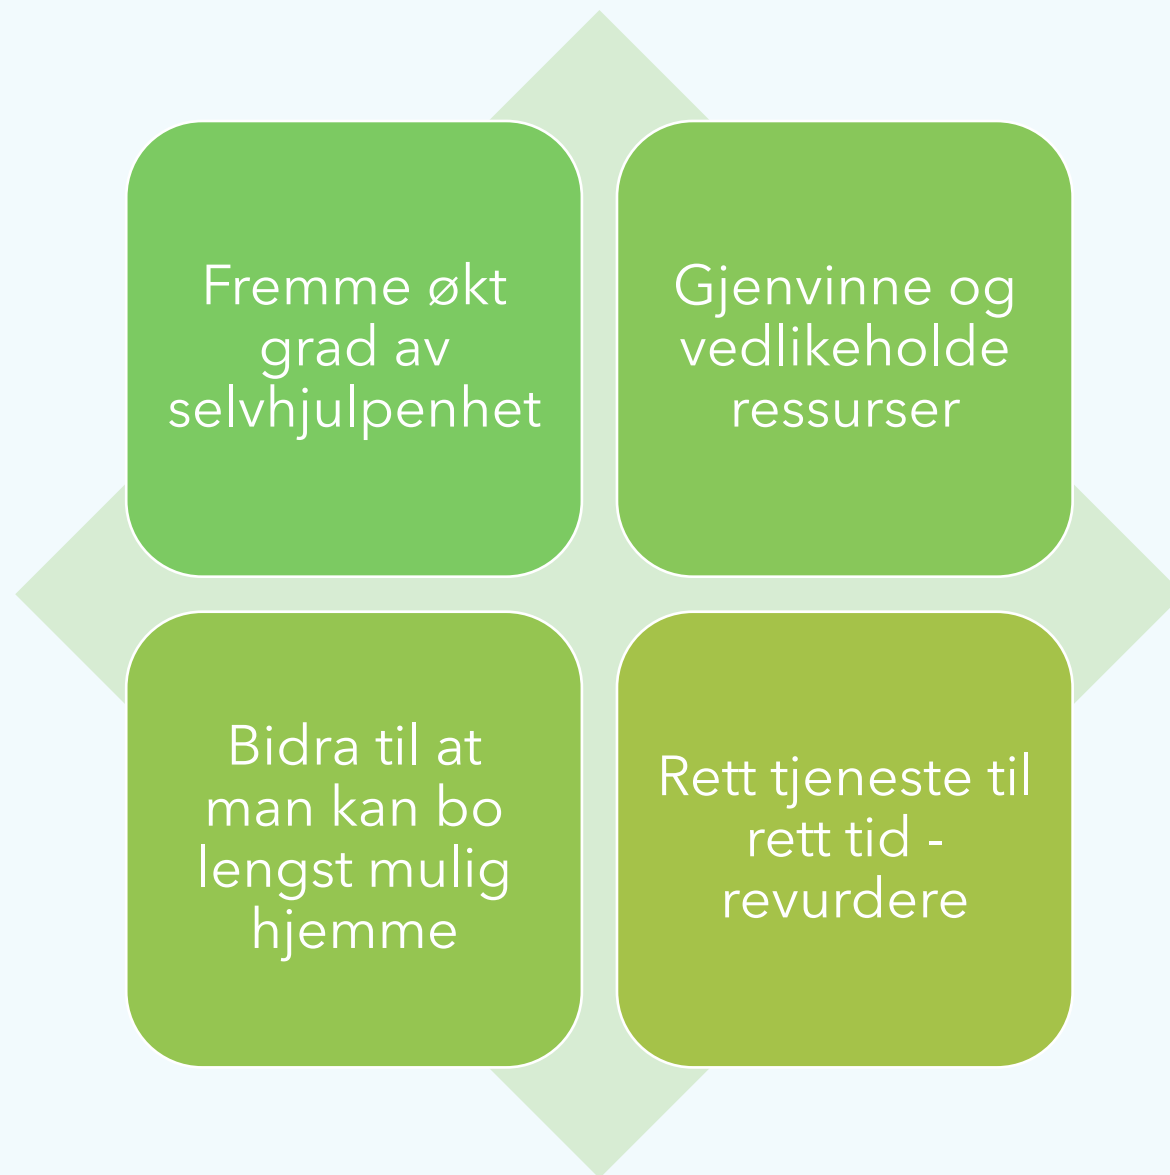 Fremme økt
grad av
selvhjulpenhet
Gjenvinne og
vedlikeholde
ressurser
Bidra til at
man kan bo
lengst mulig
hjemme
Rett tjeneste til
rett tid -
revurdere